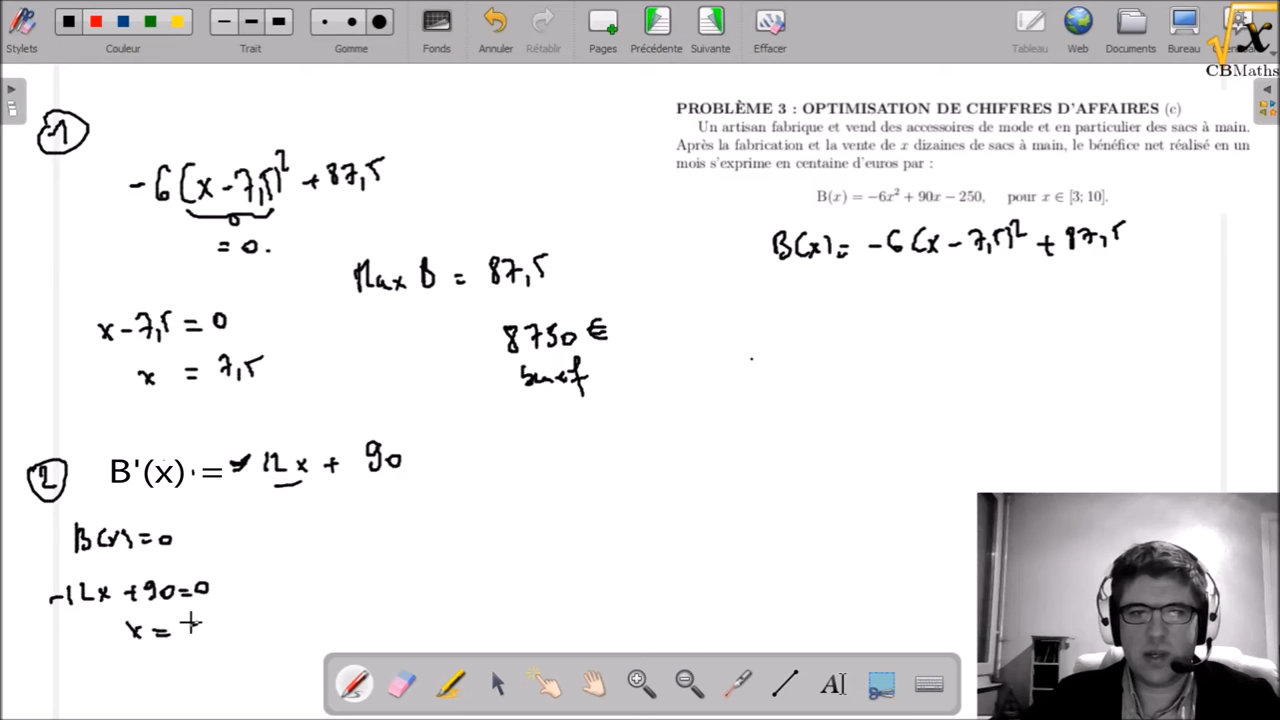 Stylets
Couleur
Trait
Gomme
Fonds
Annuler
Rétablir
Pages
Précédente
Suivante
Effacer
Tableau
Web
Documents
Bureau
√x
CBMaths
1
-6(x-7,5)² + 87,5
0
= 0.
Max B = 87,5
x-7,5 = 0
x = 7,5
8750 €
benef
2
B'(x) = -12x + 90
B(x) = 0
-12x + 90 = 0
x = +
PROBLÈME 3 : OPTIMISATION DE CHIFFRES D'AFFAIRES (c)
Un artisan fabrique et vend des accessoires de mode et en particulier des sacs à main.
Après la fabrication et la vente de x dizaines de sacs à main, le bénéfice net réalisé en un
mois s'exprime en centaine d'euros par :
B(x) = −6x² + 90x − 250, pour x ∈ [3; 10].
B(x) = -6(x-7,5)² + 87,5
AI